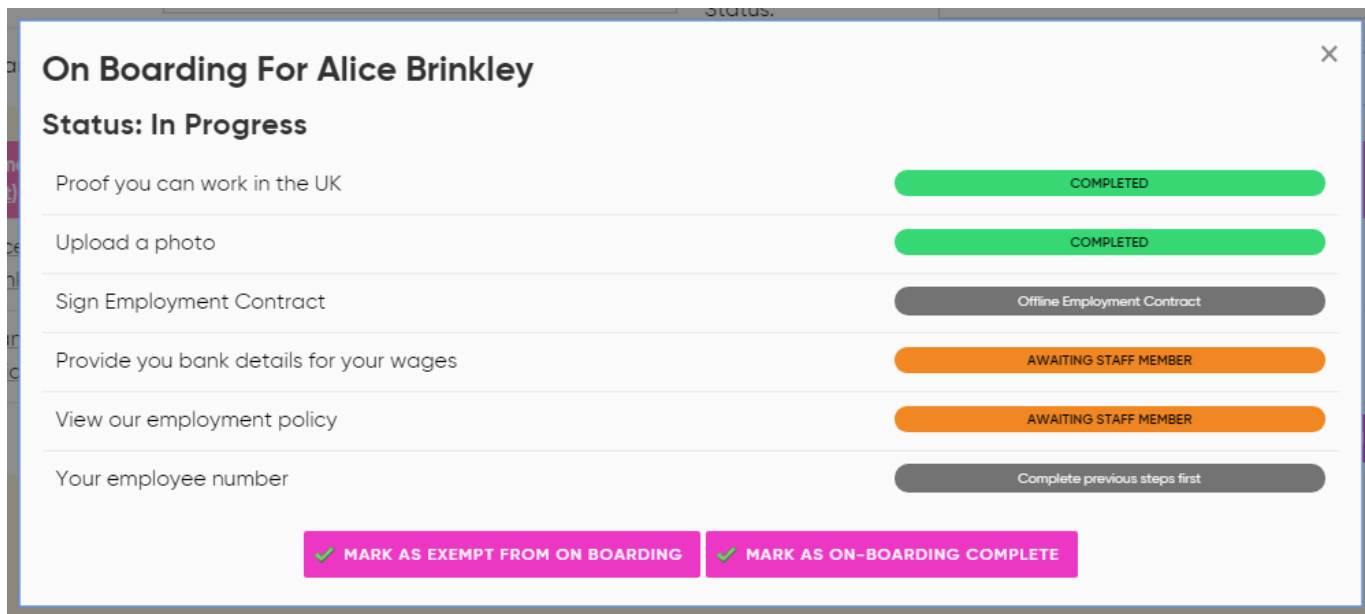 Status:
On Boarding For Alice Brinkley
×
Status: In Progress
Proof you can work in the UK
COMPLETED
Upload a photo
COMPLETED
Sign Employment Contract
Offline Employment Contract
Provide you bank details for your wages
AWAITING STAFF MEMBER
View our employment policy
AWAITING STAFF MEMBER
Your employee number
Complete previous steps first
MARK AS EXEMPT FROM ON BOARDING
MARK AS ON-BOARDING COMPLETE